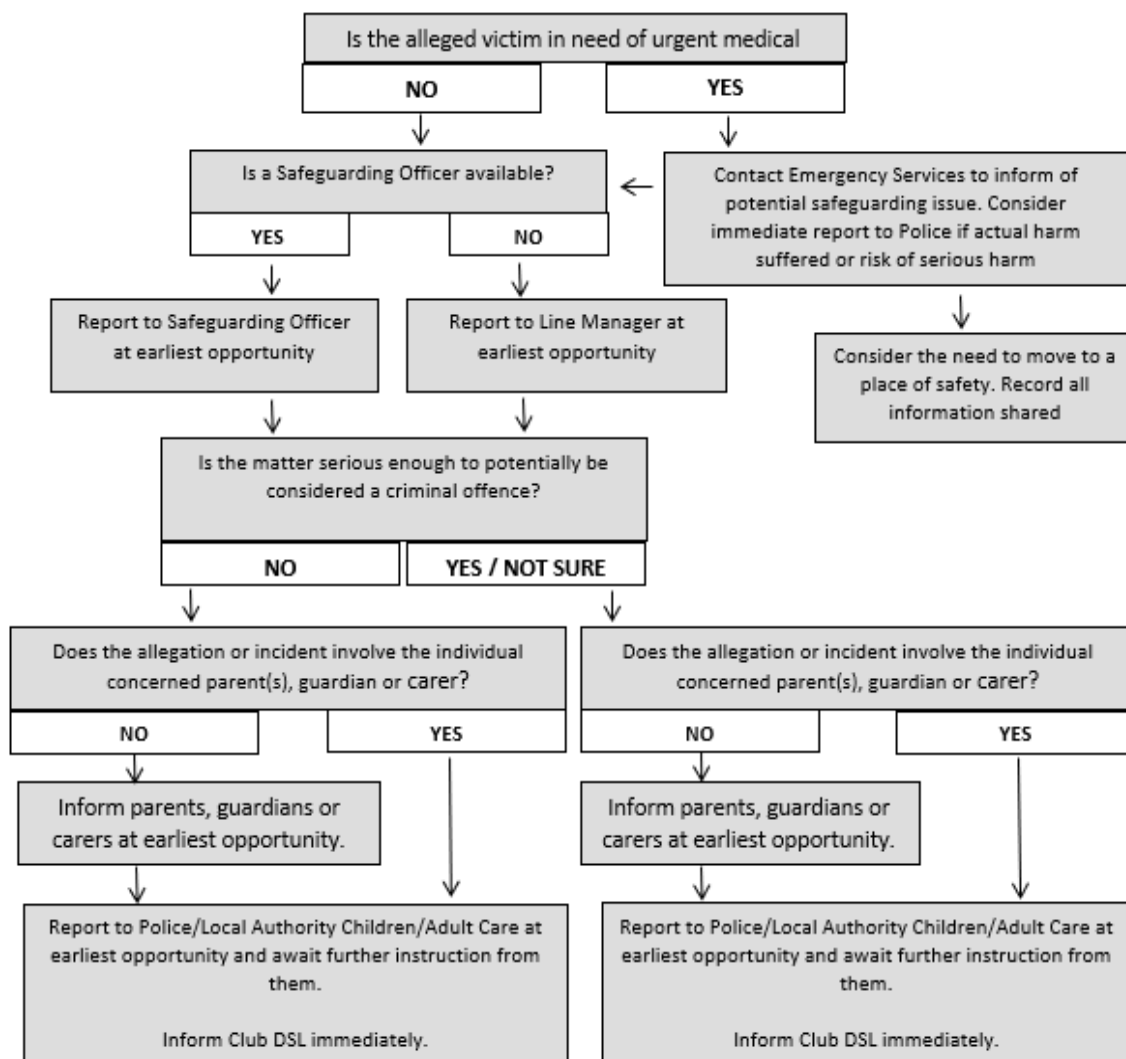 Is the alleged victim in need of urgent medical
NO
YES
Is a Safeguarding Officer available?
YES
NO
Contact Emergency Services to inform of
potential safeguarding issue. Consider
immediate report to Police if actual harm
suffered or risk of serious harm
Report to Safeguarding Officer
at earliest opportunity
Report to Line Manager at
earliest opportunity
Consider the need to move to a
place of safety. Record all
information shared
Is the matter serious enough to potentially be
considered a criminal offence?
NO
YES / NOT SURE
Does the allegation or incident involve the individual
concerned parent(s), guardian or carer?
NO
YES
Does the allegation or incident involve the individual
concerned parent(s), guardian or carer?
NO
YES
Inform parents, guardians or
carers at earliest opportunity.
Inform parents, guardians or
carers at earliest opportunity.
Report to Police/Local Authority Children/Adult Care at
earliest opportunity and await further instruction from
them.
Inform Club DSL immediately.
Report to Police/Local Authority Children/Adult Care at
earliest opportunity and await further instruction from
them.
Inform Club DSL immediately.